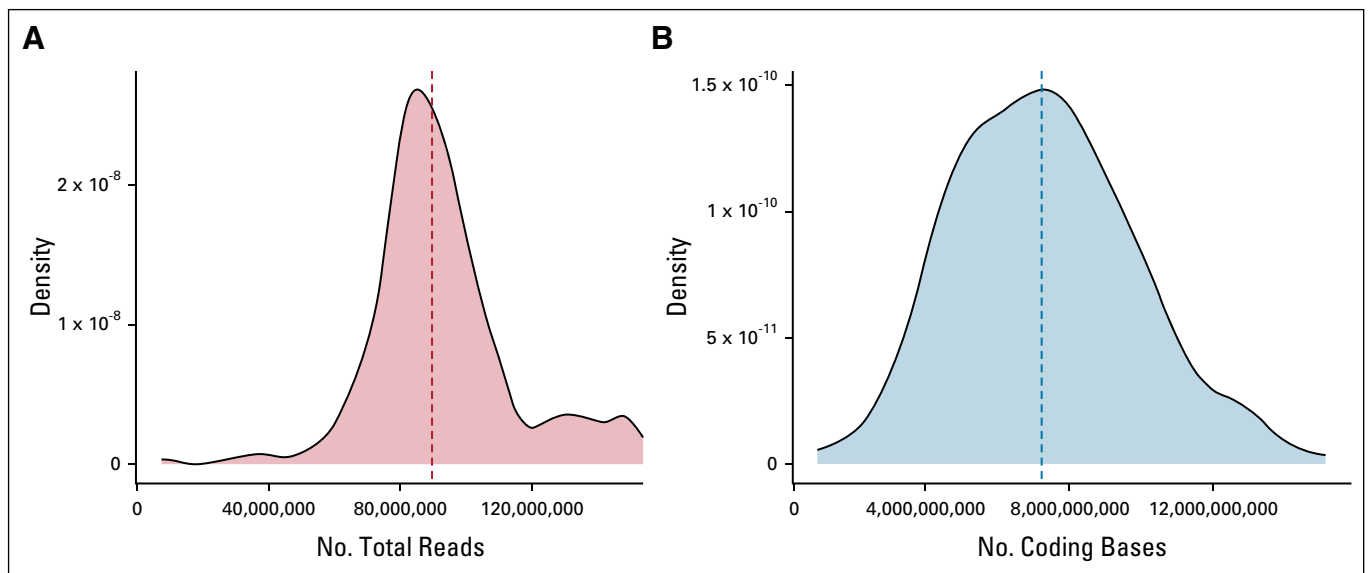 A
Density
2 x 10⁻⁸
1 x 10⁻⁸
0
0 40,000,000 80,000,000 120,000,000
No. Total Reads
B
Density
1.5 x 10⁻¹⁰
1 x 10⁻¹⁰
5 x 10⁻¹¹
0
0 4,000,000,000 8,000,000,000 12,000,000,000
No. Coding Bases